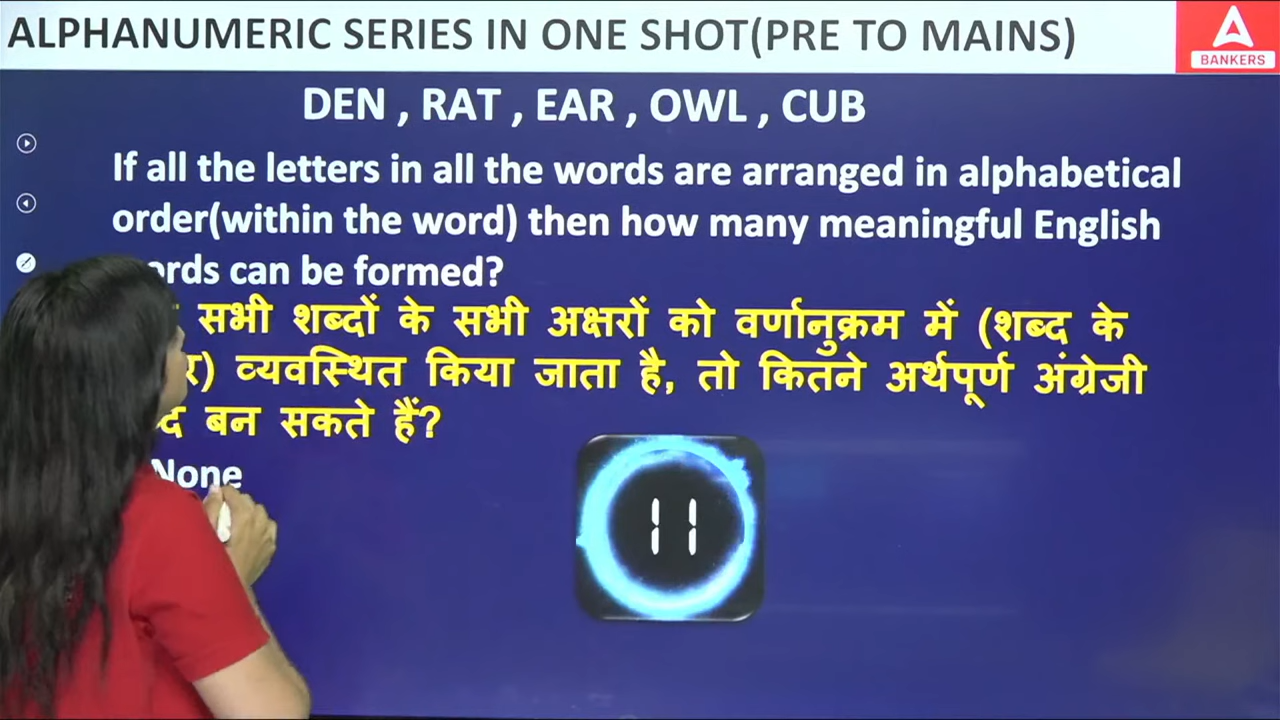 ALPHANUMERIC SERIES IN ONE SHOT(PRE TO MAINS)
BANKERS
DEN , RAT , EAR , OWL , CUB
If all the letters in all the words are arranged in alphabetical
order(within the word) then how many meaningful English
can be formed?
सभी शब्दों के सभी अक्षरों को वर्णानुक्रम में (शब्द के
व्यवस्थित किया जाता है, तो कितने अर्थपूर्ण अंग्रेजी
बन सकते हैं?
None
11